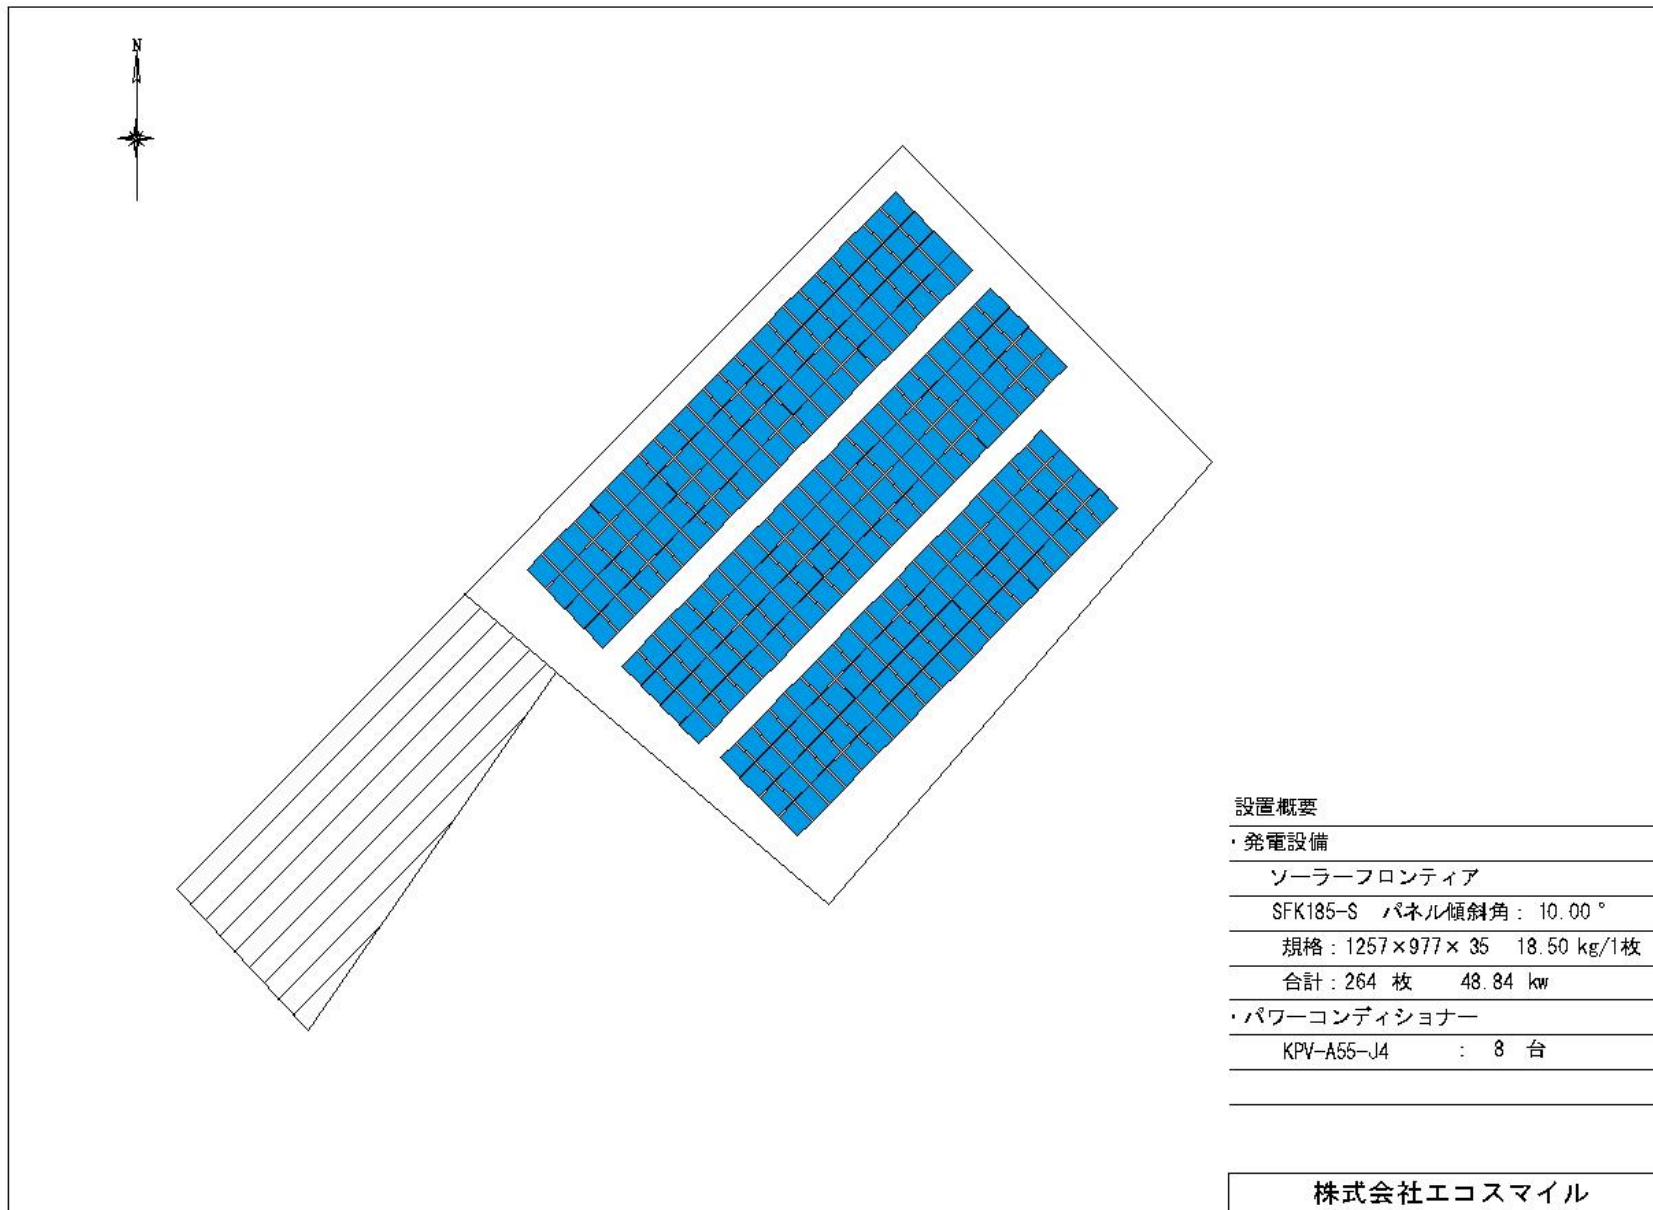 N
設置概要
・発電設備
ソーラーフロンティア
SFK185-S パネル傾斜角： 10.00 °
規格：1257×977× 35 18.50 kg/1枚
合計：264 枚 48.84 kw
・パワーコンディショナー
KPV-A55-J4 ： 8 台
株式会社エコスマイル